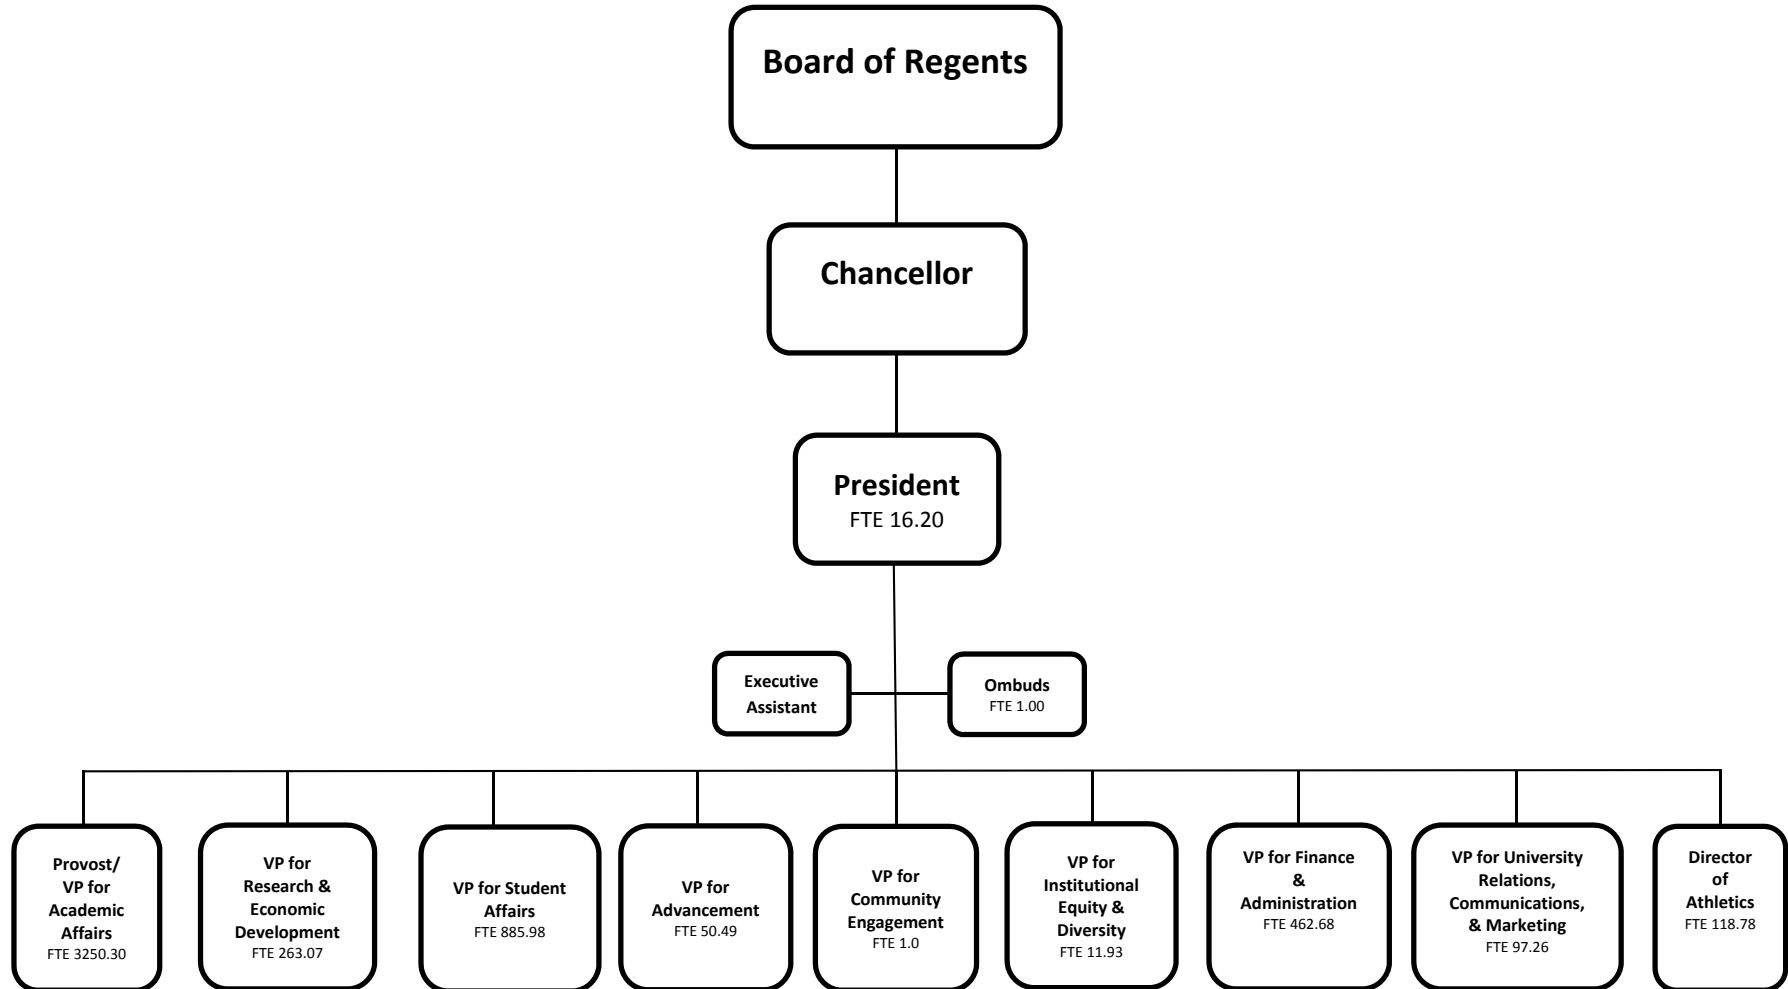 Board of Regents
Chancellor
President
FTE 16.20
Executive
Assistant
Ombuds
FTE 1.00
Provost/
VP for
Academic
Affairs
FTE 3250.30
VP for
Research &
Economic
Development
FTE 263.07
VP for Student
Affairs
FTE 885.98
VP for
Advancement
FTE 50.49
VP for
Community
Engagement
FTE 1.0
VP for
Institutional
Equity &
Diversity
FTE 11.93
VP for Finance
&
Administration
FTE 462.68
VP for University
Relations,
Communications,
& Marketing
FTE 97.26
Director
of
Athletics
FTE 118.78